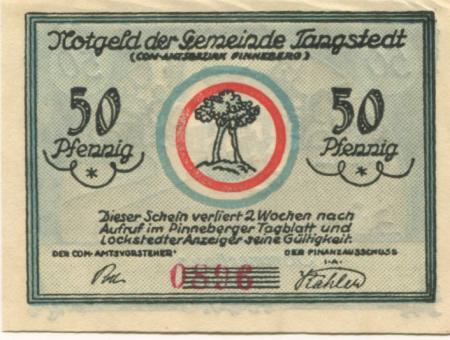 Notgeld der Gemeinde Tangstedt
(COM-AMTSBEZIRK PINNEBERG)
50 Pfennig
50 Pfennig
Dieser Schein verliert 2 Wochen nach
Aufruf im Pinneberger Tagblatt und
Lockstedter Anzeiger seine Gültigkeit.
DER COM-AMTSVORSTEHER
DER FINANZAUSSCHUSS
I.A.
0896
Kahlen